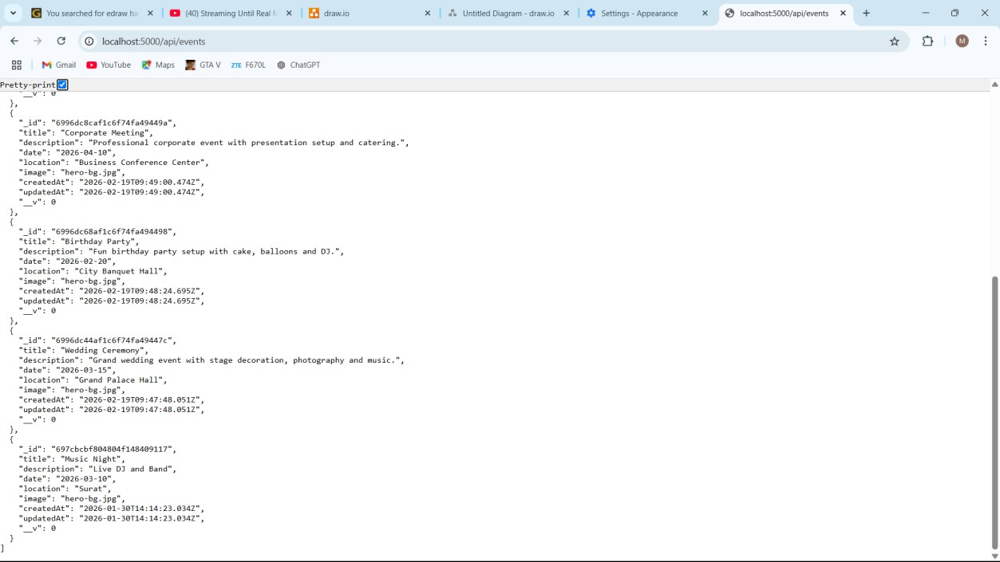 You searched for edraw ha
(40) Streaming Until Real M
draw.io
Untitled Diagram - draw.io
Settings - Appearance
localhost:5000/api/events
localhost:5000/api/events
M
Gmail
YouTube
Maps
GTA V
ZTE F670L
ChatGPT
Pretty-print
"__v": 0
},
{
"_id": "6996dc8caf1c6f74fa49449a",
"title": "Corporate Meeting",
"description": "Professional corporate event with presentation setup and catering.",
"date": "2026-04-10",
"location": "Business Conference Center",
"image": "hero-bg.jpg",
"createdAt": "2026-02-19T09:49:00.474Z",
"updatedAt": "2026-02-19T09:49:00.474Z",
"__v": 0
},
{
"_id": "6996dc68af1c6f74fa494498",
"title": "Birthday Party",
"description": "Fun birthday party setup with cake, balloons and DJ.",
"date": "2026-02-20",
"location": "City Banquet Hall",
"image": "hero-bg.jpg",
"createdAt": "2026-02-19T09:48:24.695Z",
"updatedAt": "2026-02-19T09:48:24.695Z",
"__v": 0
},
{
"_id": "6996dc44af1c6f74fa49447c",
"title": "Wedding Ceremony",
"description": "Grand wedding event with stage decoration, photography and music.",
"date": "2026-03-15",
"location": "Grand Palace Hall",
"image": "hero-bg.jpg",
"createdAt": "2026-02-19T09:47:48.051Z",
"updatedAt": "2026-02-19T09:47:48.051Z",
"__v": 0
},
{
"_id": "697cbcbf804804f148409117",
"title": "Music Night",
"description": "Live DJ and Band",
"date": "2026-03-10",
"location": "Surat",
"image": "hero-bg.jpg",
"createdAt": "2026-01-30T14:14:23.034Z",
"updatedAt": "2026-01-30T14:14:23.034Z",
"__v": 0
}
]